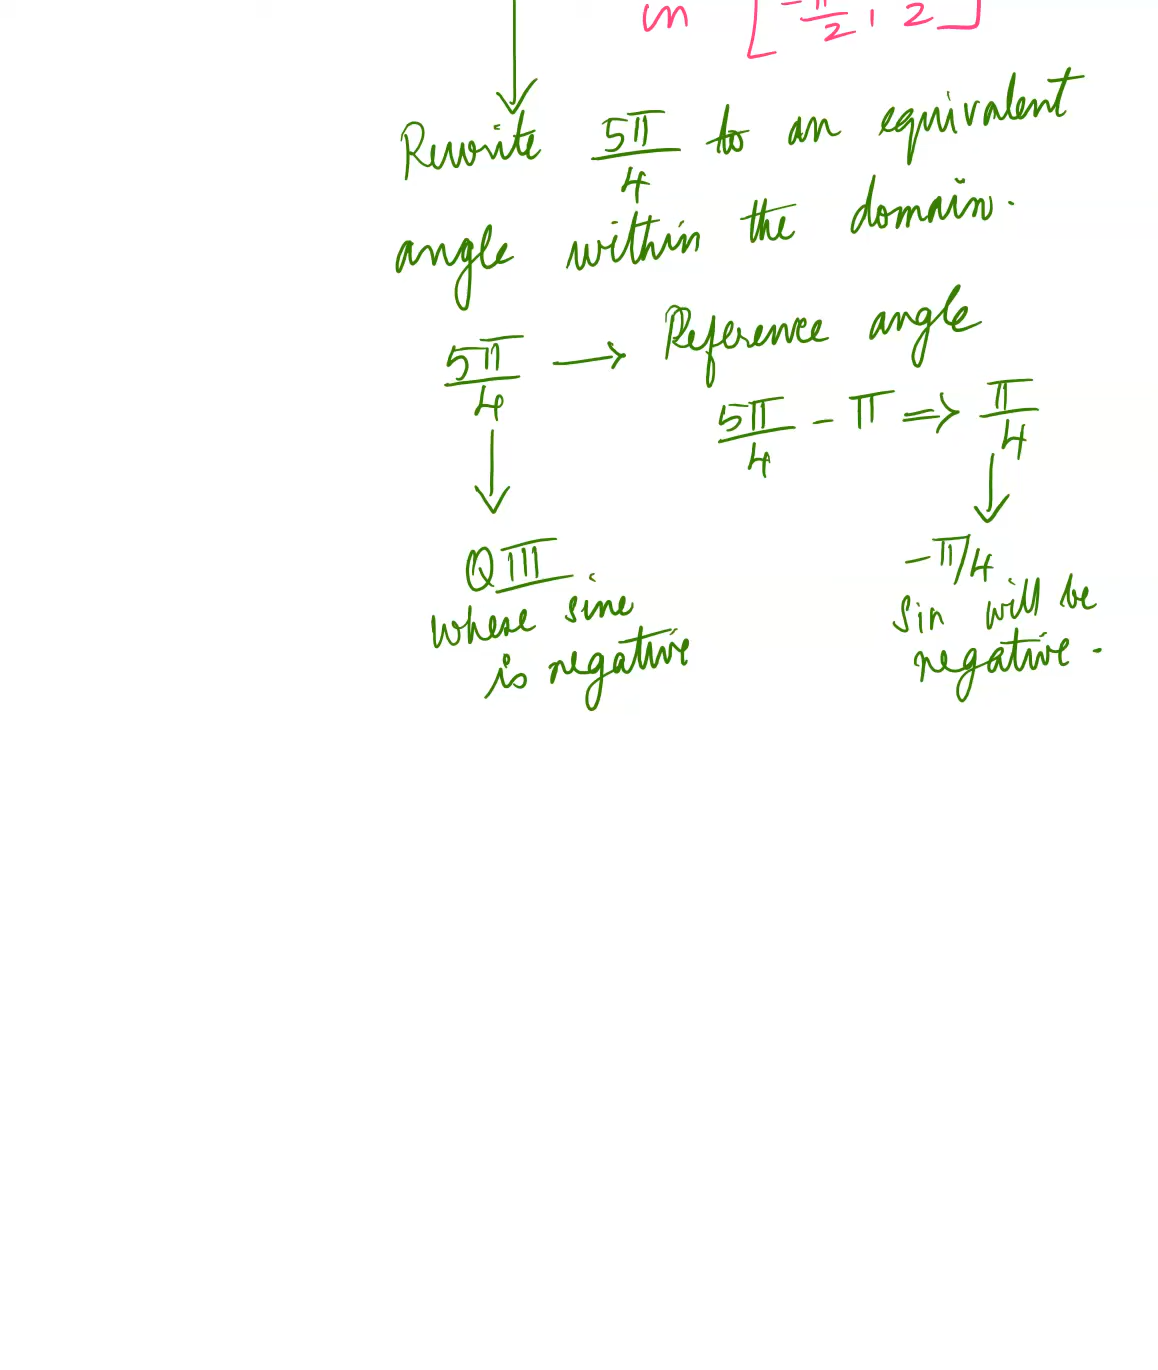 in [-π/2, 2]
Rewrite 5π/4 to an equivalent
angle within the domain.
5π/4 → Reference angle
5π/4 - π ⇒ π/4
QIII
where sine
is negative
-π/4
sin will be
negative.